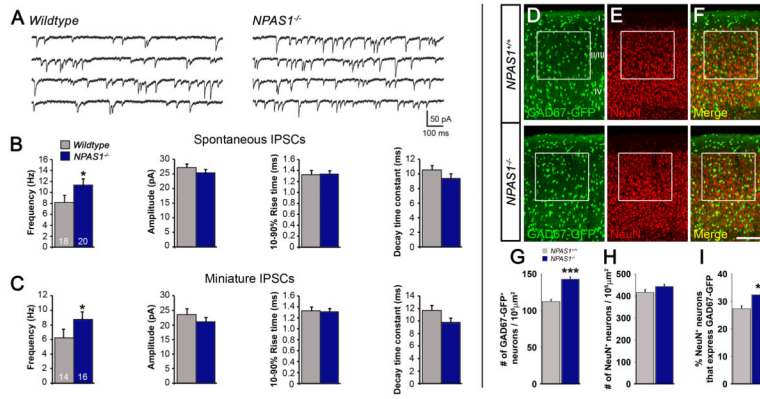 A
Wildtype
NPAS1-/-
50 pA
100 ms
B
Wildtype
NPAS1-/-
Spontaneous IPSCs
Frequency (Hz)
16
14
12
10
8
6
4
2
0
*
18
20
Amplitude (pA)
30
25
20
15
10
5
0
10-90% Rise time (ms)
1.6
1.4
1.2
1.0
0.8
0.6
0.4
0.2
0
Decay time constant (ms)
12
10
8
6
4
2
0
C
Miniature IPSCs
Frequency (Hz)
12
10
8
6
4
2
0
*
14
16
Amplitude (pA)
30
25
20
15
10
5
0
10-90% Rise time (ms)
1.6
1.4
1.2
1.0
0.8
0.6
0.4
0.2
0
Decay time constant (ms)
14
12
10
8
6
4
2
0
D
E
F
NPAS1+/+
I
II/III
IV
GAD67-GFP
NeuN
Merge
NPAS1-/-
GAD67-GFP
NeuN
Merge
G
NPAS1+/+
NPAS1-/-
# of GAD67-GFP+
neurons / 10⁶µm²
150
100
50
0
***
H
# of NeuN+ neurons / 10⁶µm²
500
400
300
200
100
0
I
% NeuN+ neurons
that express GAD67-GFP
40
30
20
10
0
*